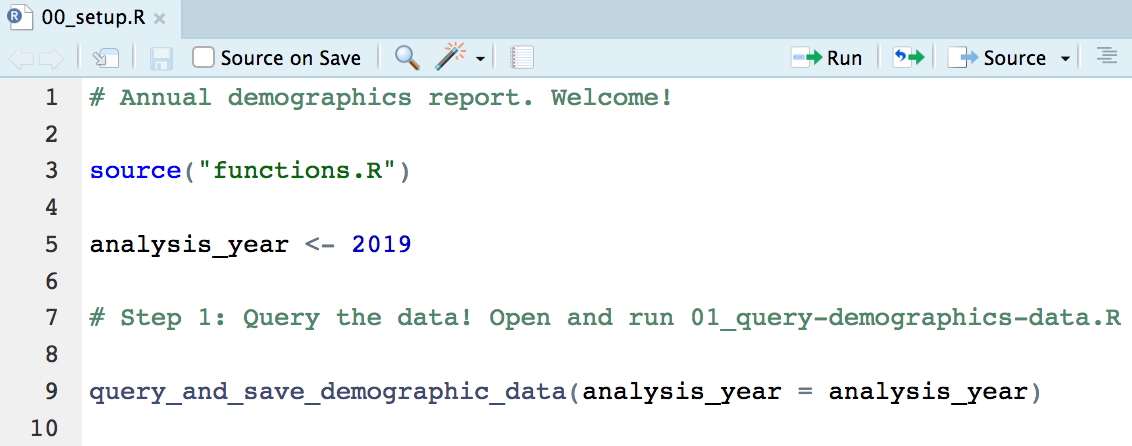 00_setup.R
Source on Save
Run
Source
1 # Annual demographics report. Welcome!
2
3 source("functions.R")
4
5 analysis_year <- 2019
6
7 # Step 1: Query the data! Open and run 01_query-demographics-data.R
8
9 query_and_save_demographic_data(analysis_year = analysis_year)
10